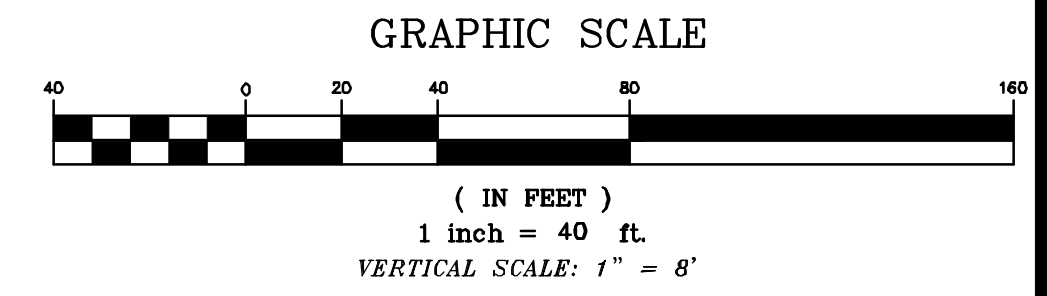 GRAPHIC SCALE
40 0 20 40 80 160
( IN FEET )
1 inch = 40 ft.
VERTICAL SCALE: 1" = 8'